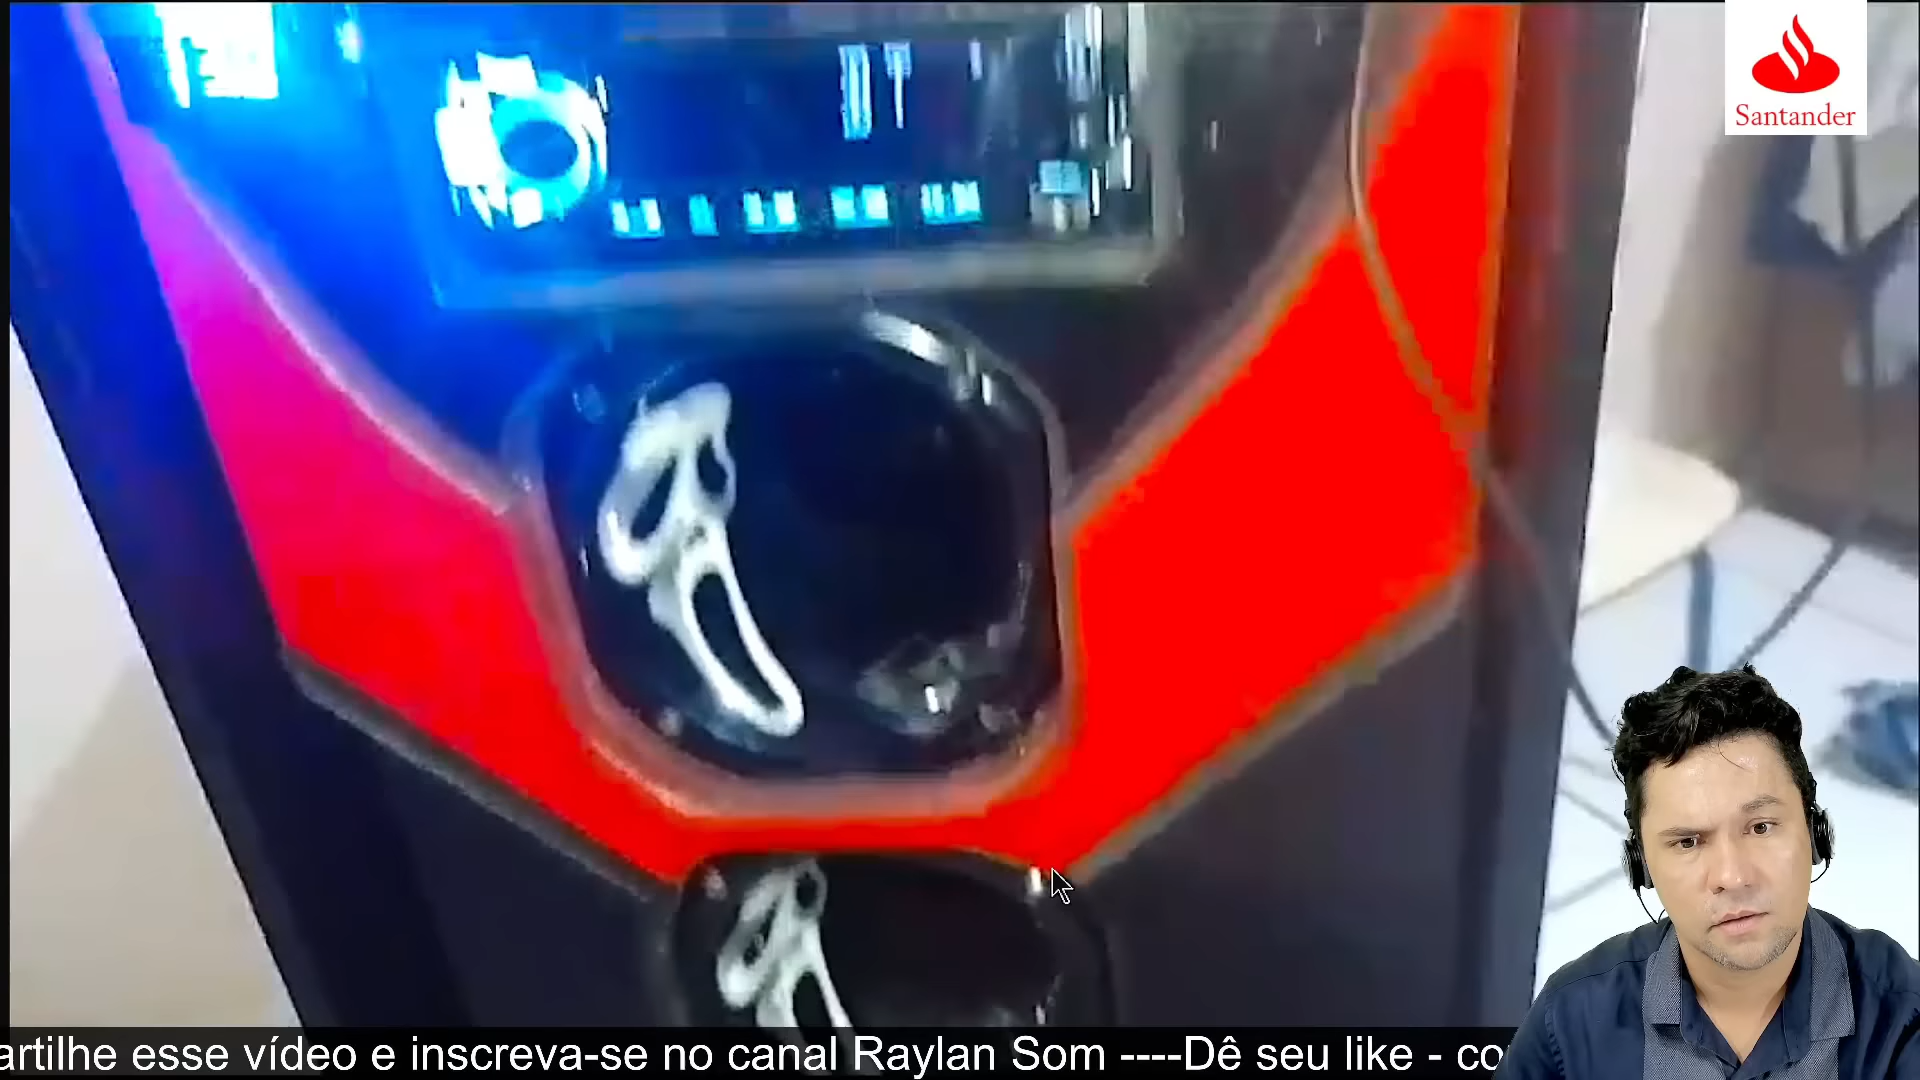 Santander
artilhe esse vídeo e inscreva-se no canal Raylan Som ----Dê seu like - co